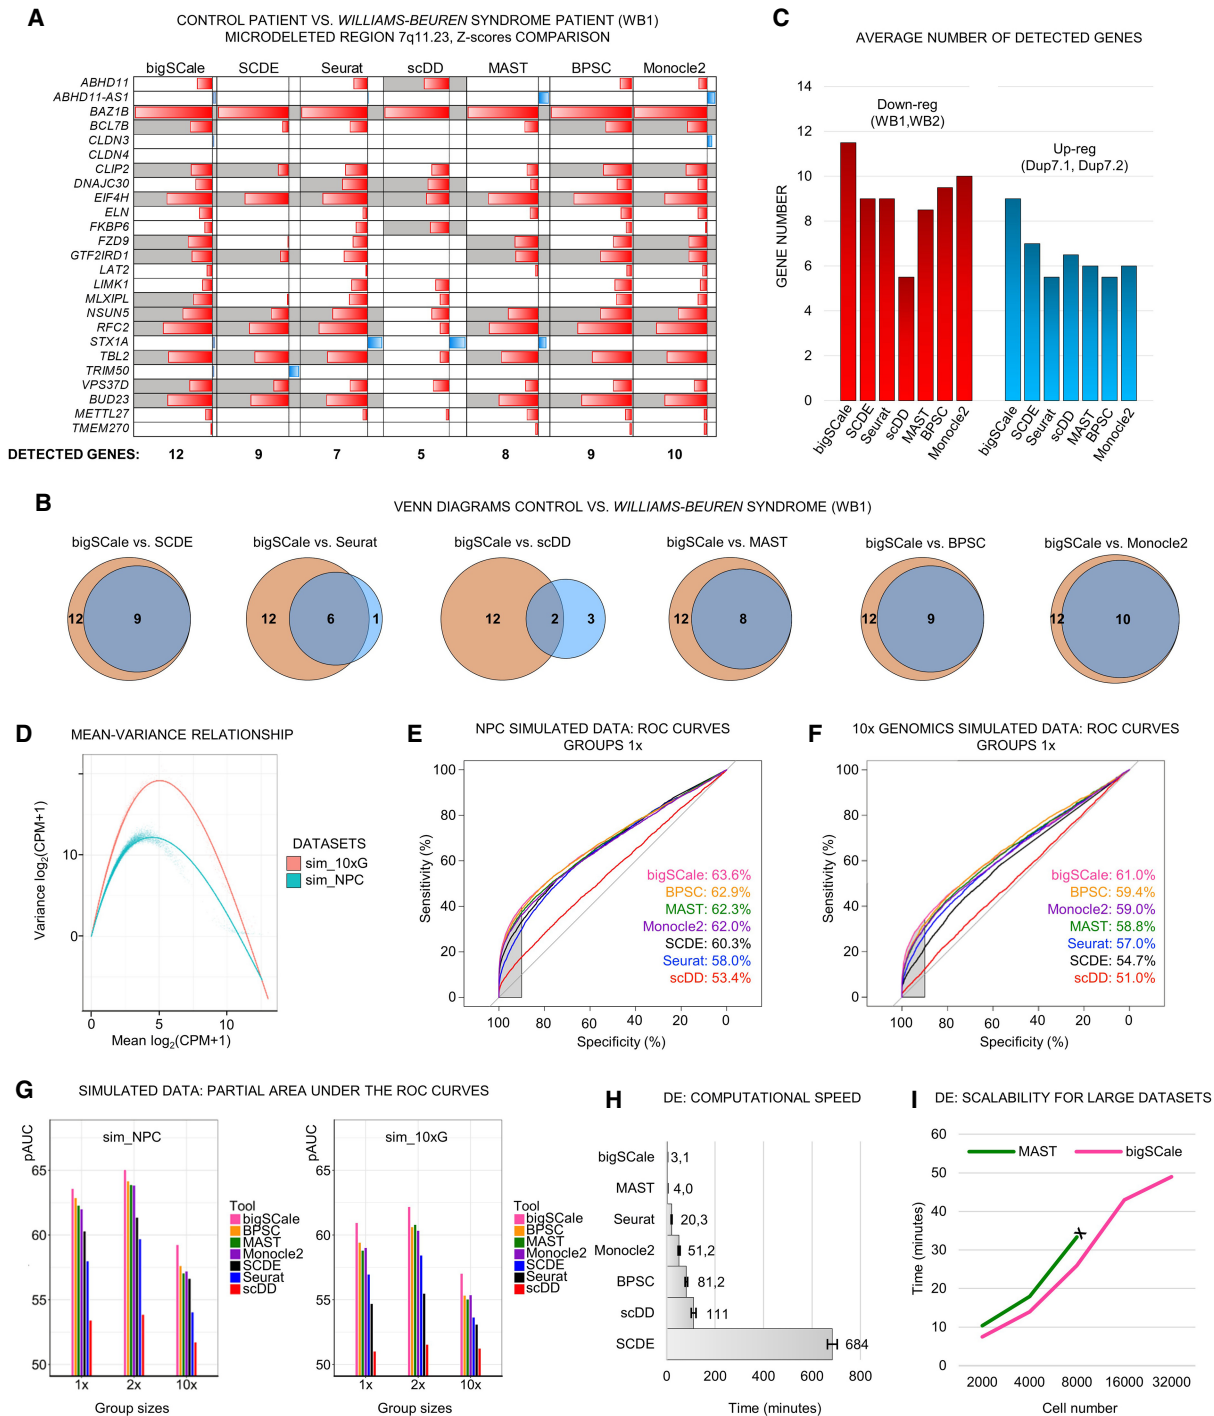 A
CONTROL PATIENT VS. WILLIAMS-BEUREN SYNDROME PATIENT (WB1)
MICRODELETED REGION 7q11.23, Z-scores COMPARISON
bigSCale SCDE Seurat scDD MAST BPSC Monocle2
ABHD11
ABHD11-AS1
BAZ1B
BCL7B
CLDN3
CLDN4
CLIP2
DNAJC30
EIF4H
ELN
FKBP6
FZD9
GTF2IRD1
LAT2
LIMK1
MLXIPL
NSUN5
RFC2
STX1A
TBL2
TRIM50
VPS37D
BUD23
METTL27
TMEM270
DETECTED GENES: 12 9 7 5 8 9 10
C
AVERAGE NUMBER OF DETECTED GENES
GENE NUMBER
14
12
10
8
6
4
2
0
Down-reg
(WB1,WB2)
Up-reg
(Dup7.1, Dup7.2)
bigSCale SCDE Seurat scDD MAST BPSC Monocle2
bigSCale SCDE Seurat scDD MAST BPSC Monocle2
B
VENN DIAGRAMS CONTROL VS. WILLIAMS-BEUREN SYNDROME (WB1)
bigSCale vs. SCDE
12 9
bigSCale vs. Seurat
12 6 1
bigSCale vs. scDD
12 2 3
bigSCale vs. MAST
12 8
bigSCale vs. BPSC
12 9
bigSCale vs. Monocle2
12 10
D
MEAN-VARIANCE RELATIONSHIP
Variance log2(CPM+1)
10
0
0 5 10
Mean log2(CPM+1)
DATASETS
sim_10xG
sim_NPC
E
NPC SIMULATED DATA: ROC CURVES
GROUPS 1x
Sensitivity (%)
100
80
60
40
20
0
bigSCale: 63.6%
BPSC: 62.9%
MAST: 62.3%
Monocle2: 62.0%
SCDE: 60.3%
Seurat: 58.0%
scDD: 53.4%
100 80 60 40 20 0
Specificity (%)
F
10x GENOMICS SIMULATED DATA: ROC CURVES
GROUPS 1x
Sensitivity (%)
100
80
60
40
20
0
bigSCale: 61.0%
BPSC: 59.4%
Monocle2: 59.0%
MAST: 58.8%
Seurat: 57.0%
SCDE: 54.7%
scDD: 51.0%
100 80 60 40 20 0
Specificity (%)
G
SIMULATED DATA: PARTIAL AREA UNDER THE ROC CURVES
pAUC
sim_NPC
65
60
55
50
1x 2x 10x
Group sizes
Tool
bigSCale
BPSC
MAST
Monocle2
SCDE
Seurat
scDD
pAUC
sim_10xG
65
60
55
50
1x 2x 10x
Group sizes
Tool
bigSCale
BPSC
MAST
Monocle2
SCDE
Seurat
scDD
H
DE: COMPUTATIONAL SPEED
bigSCale 3,1
MAST 4,0
Seurat 20,3
Monocle2 51,2
BPSC 81,2
scDD 111
SCDE 684
0 200 400 600 800
Time (minutes)
I
DE: SCALABILITY FOR LARGE DATASETS
Time (minutes)
60
50
40
30
20
10
0
MAST bigSCale
2000 4000 8000 16000 32000
Cell number